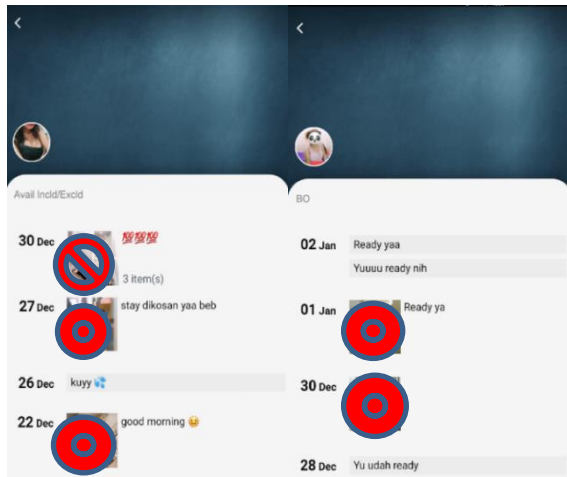 Avail Incld/Excld
30 Dec
💯💯💯
3 item(s)
27 Dec
stay dikosan yaa beb
26 Dec
kuyy 💦
22 Dec
good morning 😆
BO
02 Jan
Ready yaa
Yuuuu ready nih
01 Jan
Ready ya
30 Dec
28 Dec
Yu udah ready